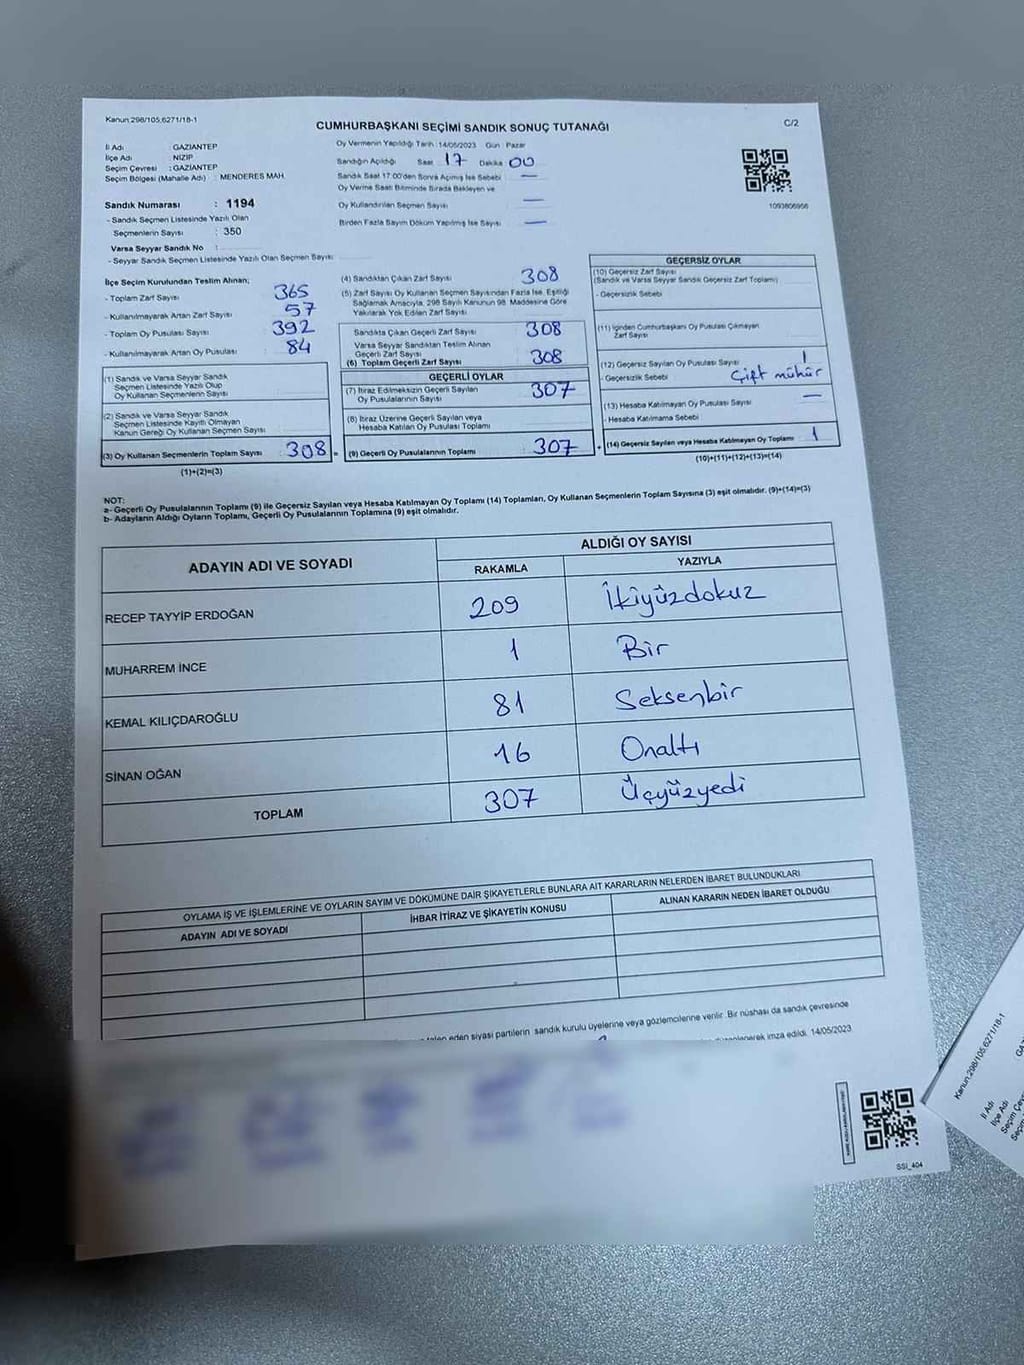 Kanun 298/105,6271/18-1
CUMHURBAŞKANI SEÇİMİ SANDIK SONUÇ TUTANAĞI
C/2
İl Adı : GAZİANTEP
İlçe Adı : NİZİP
Seçim Çevresi : GAZİANTEP
Seçim Bölgesi (Mahalle Adı) : MENDERES MAH.
Sandık Numarası : 1194
- Sandık Seçmen Listesinde Yazılı Olan
Seçmenlerin Sayısı : 350
Varsa Seyyar Sandık No :
- Seyyar Sandık Seçmen Listesinde Yazılı Olan Seçmen Sayısı :
Oy Vermenin Yapıldığı Tarih :14/05/2023 Gün : Pazar
Sandığın Açıldığı Saat 17 Dakika 00
Sandık Saat 17:00'den Sonra Açılmış İse Sebebi : —
Oy Verme Saati Bitiminde Sırada Bekleyen ve
Oy Kullandırılan Seçmen Sayısı —
Birden Fazla Sayım Döküm Yapılmış İse Sayısı —
1093806956
İlçe Seçim Kurulundan Teslim Alınan;
- Toplam Zarf Sayısı : 365
- Kullanılmayarak Artan Zarf Sayısı : 57
- Toplam Oy Pusulası Sayısı : 392
- Kullanılmayarak Artan Oy Pusulası : 84
(1) Sandık ve Varsa Seyyar Sandık
Seçmen Listesinde Yazılı Olup
Oy Kullanan Seçmenlerin Sayısı
(2) Sandık ve Varsa Seyyar Sandık
Seçmen Listesinde Kayıtlı Olmayan
Kanun Gereği Oy Kullanan Seçmen Sayısı
(3) Oy Kullanan Seçmenlerin Toplam Sayısı : 308
(1)+(2)=(3)
(4) Sandıktan Çıkan Zarf Sayısı 308
(5) Zarf Sayısı Oy Kullanan Seçmen Sayısından Fazla İse, Eşitliği
Sağlamak Amacıyla, 298 Sayılı Kanunun 98. Maddesine Göre
Yakılarak Yok Edilen Zarf Sayısı
Sandıkta Çıkan Geçerli Zarf Sayısı 308
Varsa Seyyar Sandıktan Teslim Alınan
Geçerli Zarf Sayısı
(6) Toplam Geçerli Zarf Sayısı 308
GEÇERLİ OYLAR
(7) İtiraz Edilmeksizin Geçerli Sayılan
Oy Pusulalarının Sayısı 307
(8) İtiraz Üzerine Geçerli Sayılan veya
Hesaba Katılan Oy Pusulası Toplamı
(9) Geçerli Oy Pusulalarının Toplamı 307
GEÇERSİZ OYLAR
(10) Geçersiz Zarf Sayısı
(Sandık ve Varsa Seyyar Sandık Geçersiz Zarf Toplamı)
- Geçersizlik Sebebi
(11) İçinden Cumhurbaşkanı Oy Pusulası Çıkmayan
Zarf Sayısı
(12) Geçersiz Sayılan Oy Pusulası Sayısı 1
- Geçersizlik Sebebi Çift mühür
(13) Hesaba Katılmayan Oy Pusulası Sayısı —
- Hesaba Katılmama Sebebi
(14) Geçersiz Sayılan veya Hesaba Katılmayan Oy Toplamı 1
(10)+(11)+(12)+(13)=(14)
NOT:
a- Geçerli Oy Pusulalarının Toplamı (9) ile Geçersiz Sayılan veya Hesaba Katılmayan Oy Toplamı (14) Toplamları, Oy Kullanan Seçmenlerin Toplam Sayısına (3) eşit olmalıdır. (9)+(14)=(3)
b- Adayların Aldığı Oyların Toplamı, Geçerli Oy Pusulalarının Toplamına (9) eşit olmalıdır.
ADAYIN ADI VE SOYADI
ALDIĞI OY SAYISI
RAKAMLA YAZIYLA
RECEP TAYYİP ERDOĞAN 209 İkiyüzdokuz
MUHARREM İNCE 1 Bir
KEMAL KILIÇDAROĞLU 81 Seksenbir
SİNAN OĞAN 16 Onaltı
TOPLAM 307 Üçyüzyedi
OYLAMA İŞ VE İŞLEMLERİNE VE OYLARIN SAYIM VE DÖKÜMÜNE DAİR ŞİKAYETLERLE BUNLARA AİT KARARLARIN NELERDEN İBARET BULUNDUKLARI
ADAYIN ADI VE SOYADI İHBAR İTİRAZ VE ŞİKAYETİN KONUSU ALINAN KARARIN NEDEN İBARET OLDUĞU
talep eden siyasi partilerin sandık kurulu üyelerine veya gözlemcilerine verilir. Bir nüshası da sandık çevresinde
düzenlenerek imza edildi. 14/05/2023
SSİ_404
Kanun 298/105,6271/18-1
İl Adı
İlçe Adı